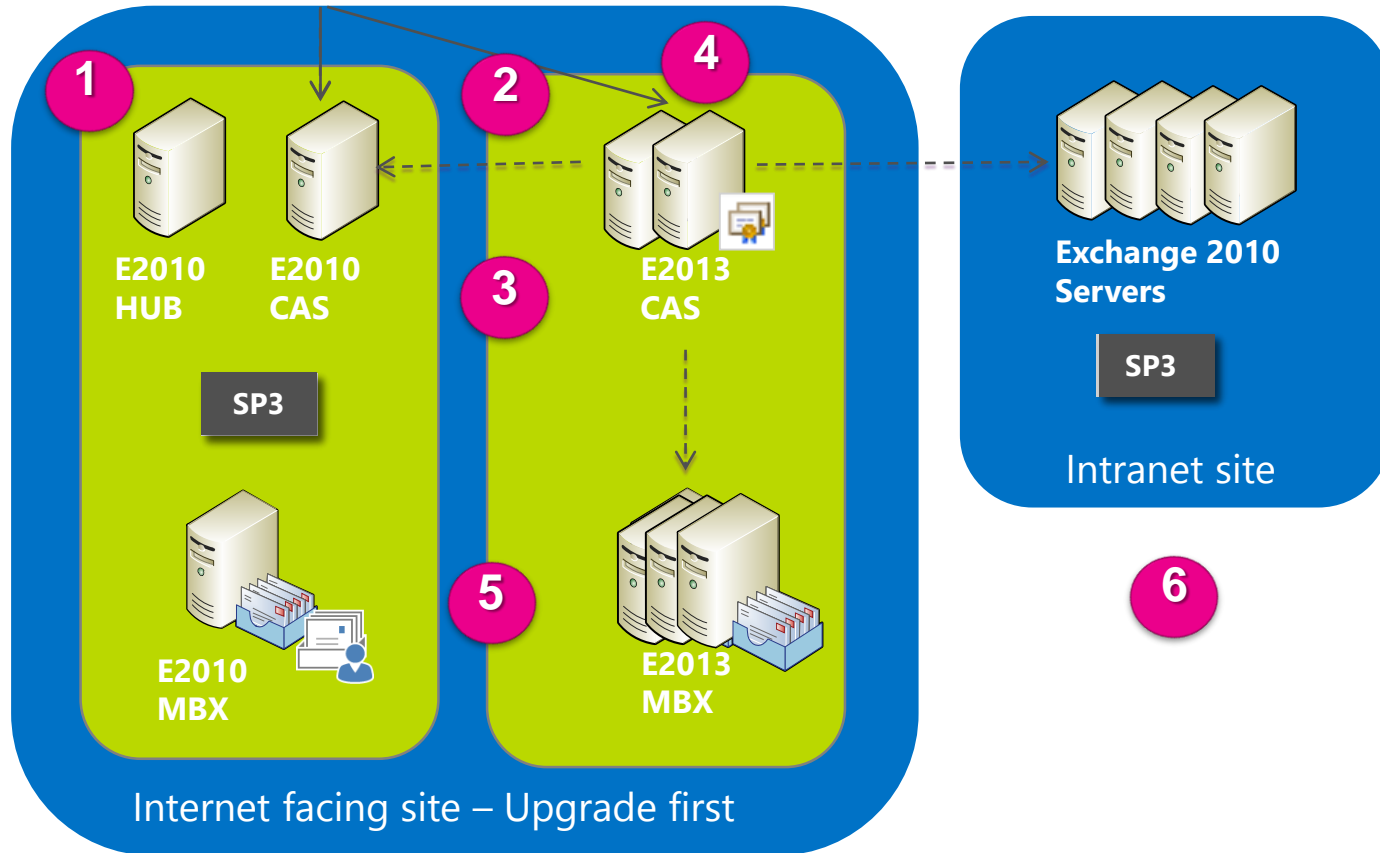 1
2
4
E2010
HUB
E2010
CAS
E2013
CAS
Exchange 2010
Servers
3
SP3
SP3
Intranet site
5
6
E2010
MBX
E2013
MBX
Internet facing site – Upgrade first